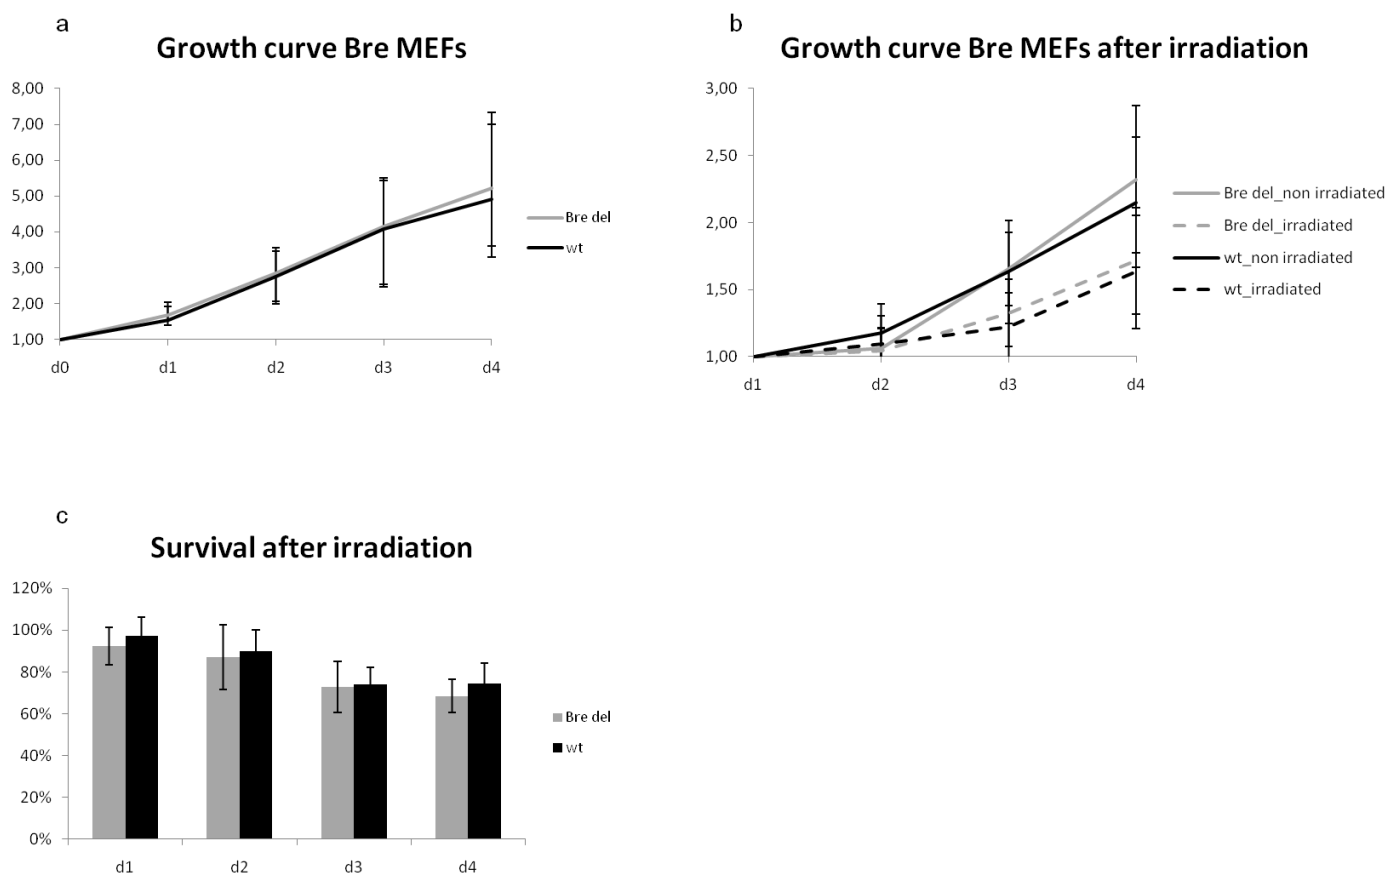 a
Growth curve Bre MEFs
8,00
7,00
6,00
5,00
4,00
3,00
2,00
1,00
d0 d1 d2 d3 d4
Bre del
wt
b
Growth curve Bre MEFs after irradiation
3,00
2,50
2,00
1,50
1,00
d1 d2 d3 d4
Bre del_non irradiated
Bre del_irradiated
wt_non irradiated
wt_irradiated
c
Survival after irradiation
120%
100%
80%
60%
40%
20%
0%
d1 d2 d3 d4
Bre del
wt